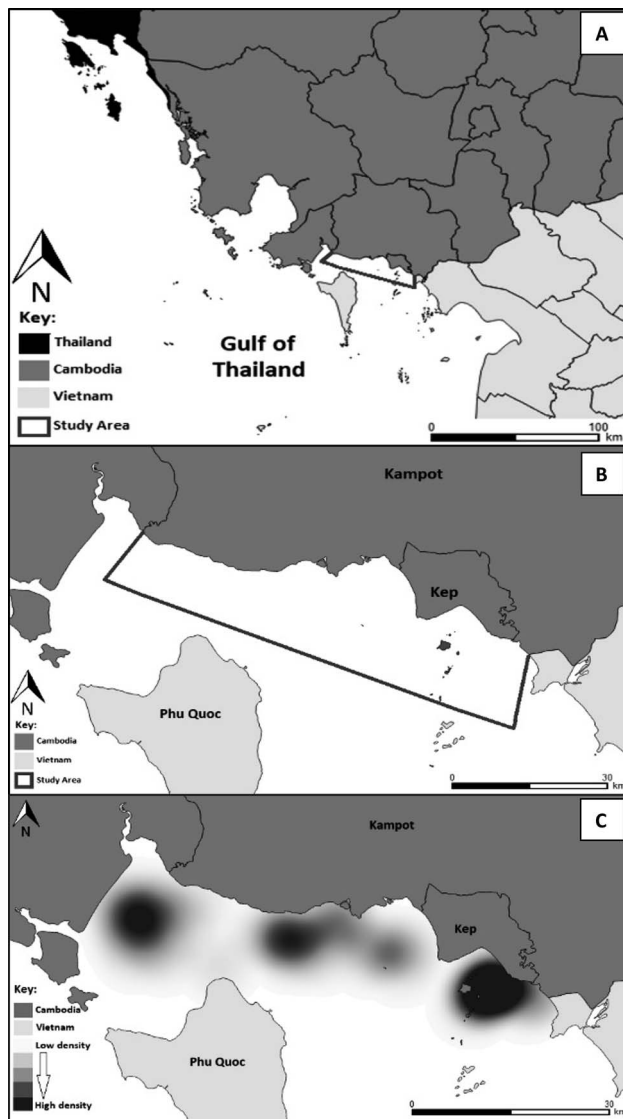 A
N
Key:
Thailand
Cambodia
Vietnam
Study Area
Gulf of
Thailand
0 100
km
B
Kampot
Kep
Phu Quoc
N
Key:
Cambodia
Vietnam
Study Area
0 30
km
C
N
Kampot
Kep
Phu Quoc
Key:
Cambodia
Vietnam
Low density
High density
0 30
km